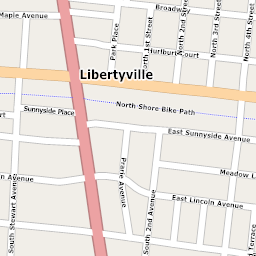 Broadway
Maple Avenue
Park Place
North 1st Street
North 2nd Street
North 3rd Street
North 4th Street
Hurlburt Court
Libertyville
North Shore Bike Path
Sunnyside Place
East Sunnyside Avenue
Prairie Avenue
Meadow L
n Avenue
East Lincoln Avenue
South Stewart Avenue
South 2nd Avenue
Terrace